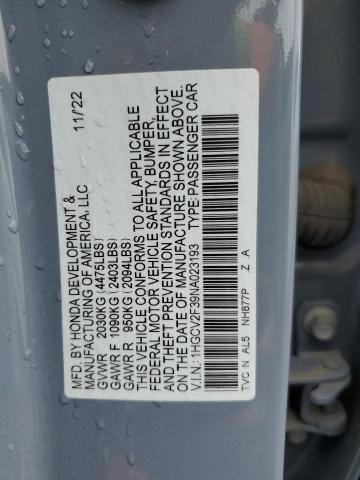 MFD. BY HONDA DEVELOPMENT &
MANUFACTURING OF AMERICA, LLC 11/22
GVWR 2030KG (4475LBS)
GAWR F 1090KG (2403LBS)
GAWR R 950KG (2094LBS)
THIS VEHICLE CONFORMS TO ALL APPLICABLE
FEDERAL MOTOR VEHICLE SAFETY, BUMPER,
AND THEFT PREVENTION STANDARDS IN EFFECT
ON THE DATE OF MANUFACTURE SHOWN ABOVE.
V.I.N.: 1HGCV2F39NA023193 TYPE:PASSENGER CAR
TVC N AL5 NH877P Z .A